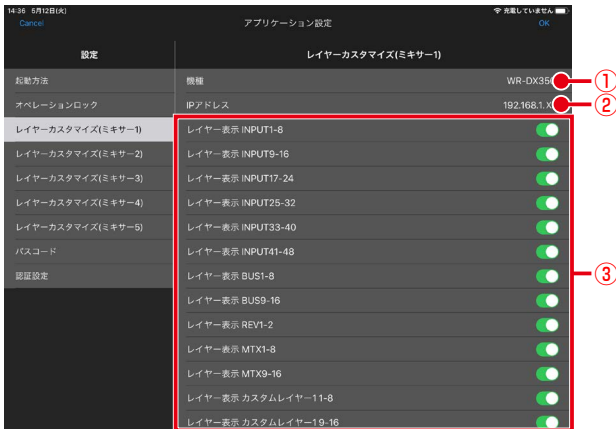 14:36 5月12日(火)
充電していません
Cancel
アプリケーション設定
OK
設定
レイヤーカスタマイズ(ミキサー1)
起動方法
機種
WR-DX35
①
オペレーションロック
IPアドレス
192.168.1.X
②
レイヤーカスタマイズ(ミキサー1)
レイヤー表示 INPUT1-8
レイヤーカスタマイズ(ミキサー2)
レイヤー表示 INPUT9-16
レイヤーカスタマイズ(ミキサー3)
レイヤー表示 INPUT17-24
レイヤーカスタマイズ(ミキサー4)
レイヤー表示 INPUT25-32
レイヤーカスタマイズ(ミキサー5)
レイヤー表示 INPUT33-40
パスコード
レイヤー表示 INPUT41-48
認証設定
レイヤー表示 BUS1-8
③
レイヤー表示 BUS9-16
レイヤー表示 REV1-2
レイヤー表示 MTX1-8
レイヤー表示 MTX9-16
レイヤー表示 カスタムレイヤー1 1-8
レイヤー表示 カスタムレイヤー1 9-16